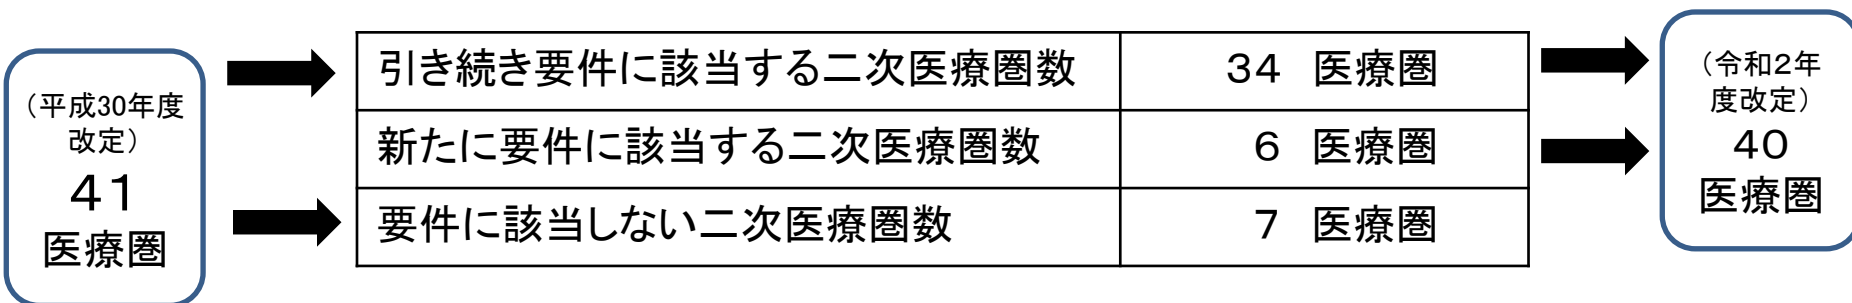 （平成30年度
改定）
４１
医療圏
引き続き要件に該当する二次医療圏数　３４　医療圏
新たに要件に該当する二次医療圏数　６　医療圏
要件に該当しない二次医療圏数　７　医療圏
（令和２年
度改定）
４０
医療圏